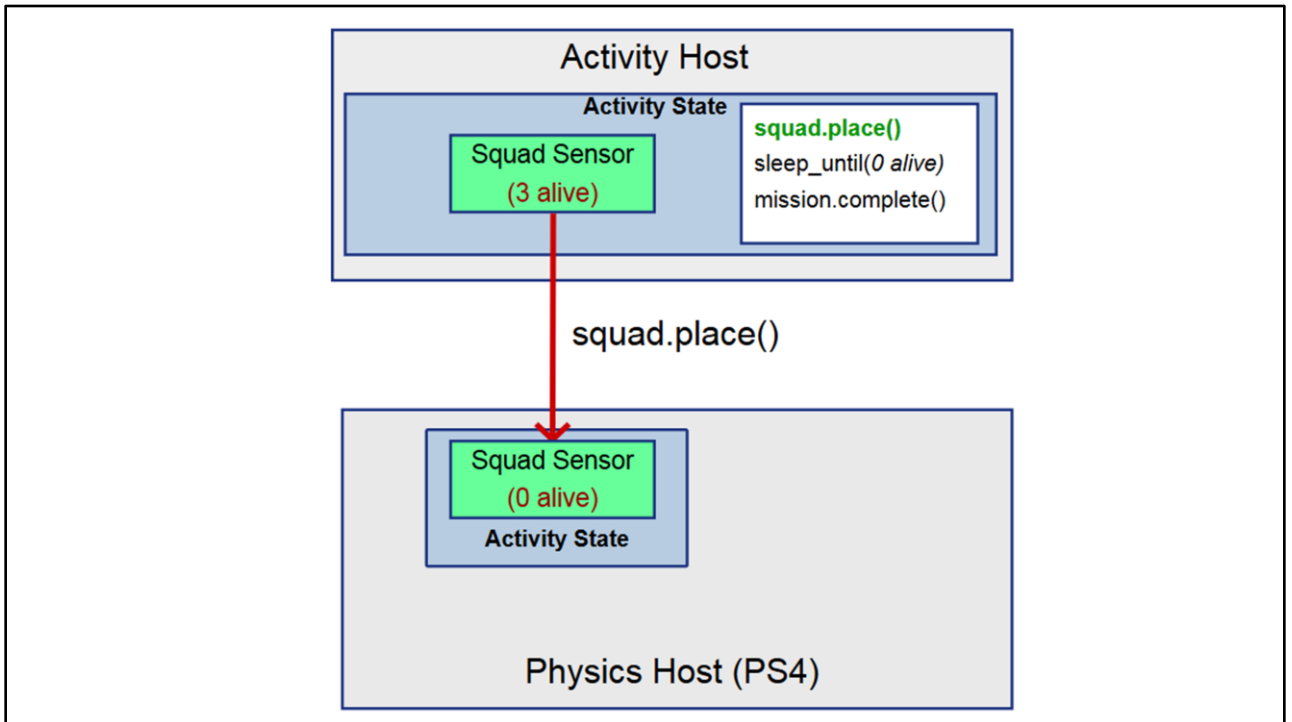 Activity Host
Activity State
Squad Sensor
(3 alive)
squad.place()
sleep_until(0 alive)
mission.complete()
squad.place()
Squad Sensor
(0 alive)
Activity State
Physics Host (PS4)